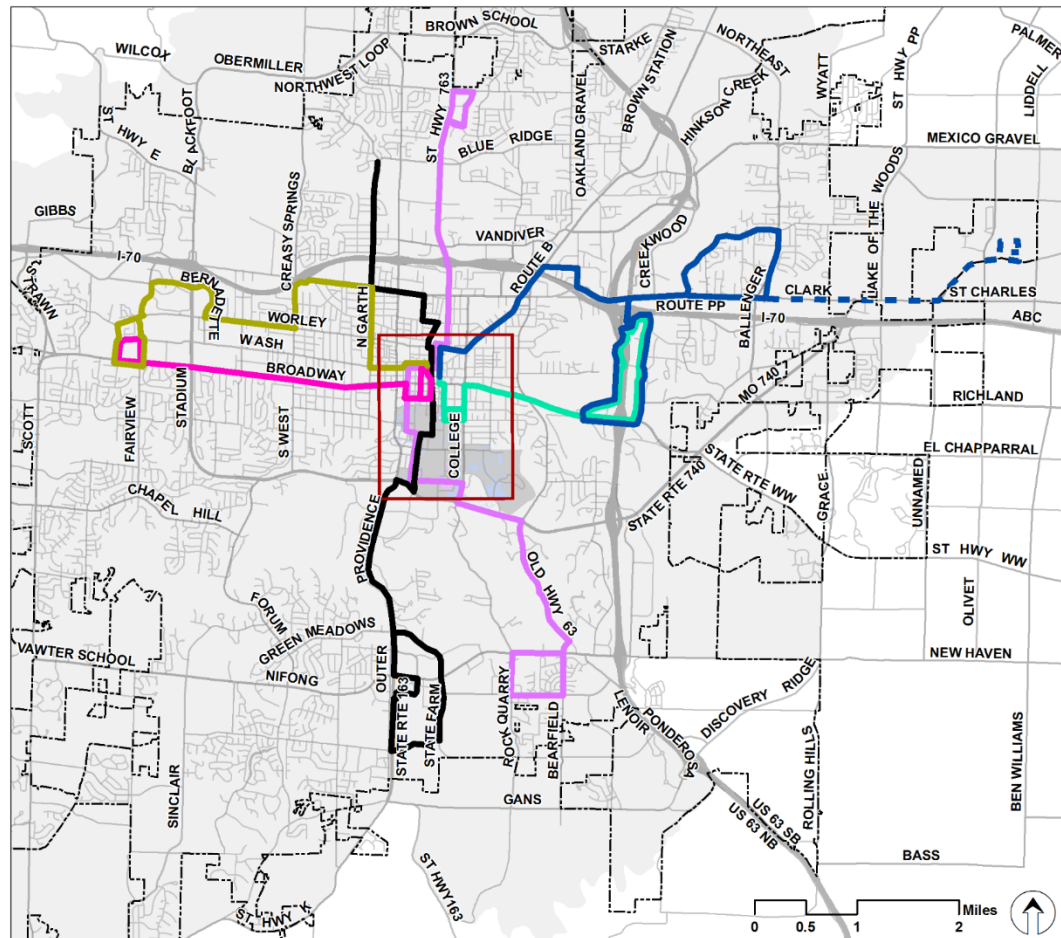 BROWN SCHOOL
WILCOX
OBERMILLER
NORTHWEST LOOP
STARKE
NORTHEAST
WYATT
ST HWY PP
PALMER
LIDDELL
ST HWY E
BLACKFOOT
ST HWY 763
BLUE RIDGE
OAKLAND GRAVEL
BROWN STATION
HINKSON CREEK
MEXICO GRAVEL
GIBBS
CREASY SPRINGS
VANDIVER
ROUTE B
CREEKWOOD
LAKE OF THE WOODS
I-70
STRAWN
BERNADETTE
WORLEY
WASH
N GARTH
CLARK
ROUTE PP
BALLENGER
I-70
ST CHARLES
ABC
BROADWAY
MO 740
RICHLAND
SCOTT
FAIRVIEW
STADIUM
S WEST
COLLEGE
EL CHAPPARAL
STATE RTE WW
STATE RTE 740
GRACE
UNNAMED
CHAPEL HILL
PROVIDENCE
ST HWY WW
OLD HWY 63
OLIVET
FORUM
GREEN MEADOWS
VAWTER SCHOOL
NIFONG
OUTER
STATE RTE 163
STATE FARM
ROCK QUARRY
BEARFIELD
NEW HAVEN
LENOIR
PONDEROSA
DISCOVERY RIDGE
SINCLAIR
GANS
ROLLING HILLS
BEN WILLIAMS
US 63 SB
US 63 NB
BASS
ST HWY K
ST HWY163
Miles
0 0.5 1 2